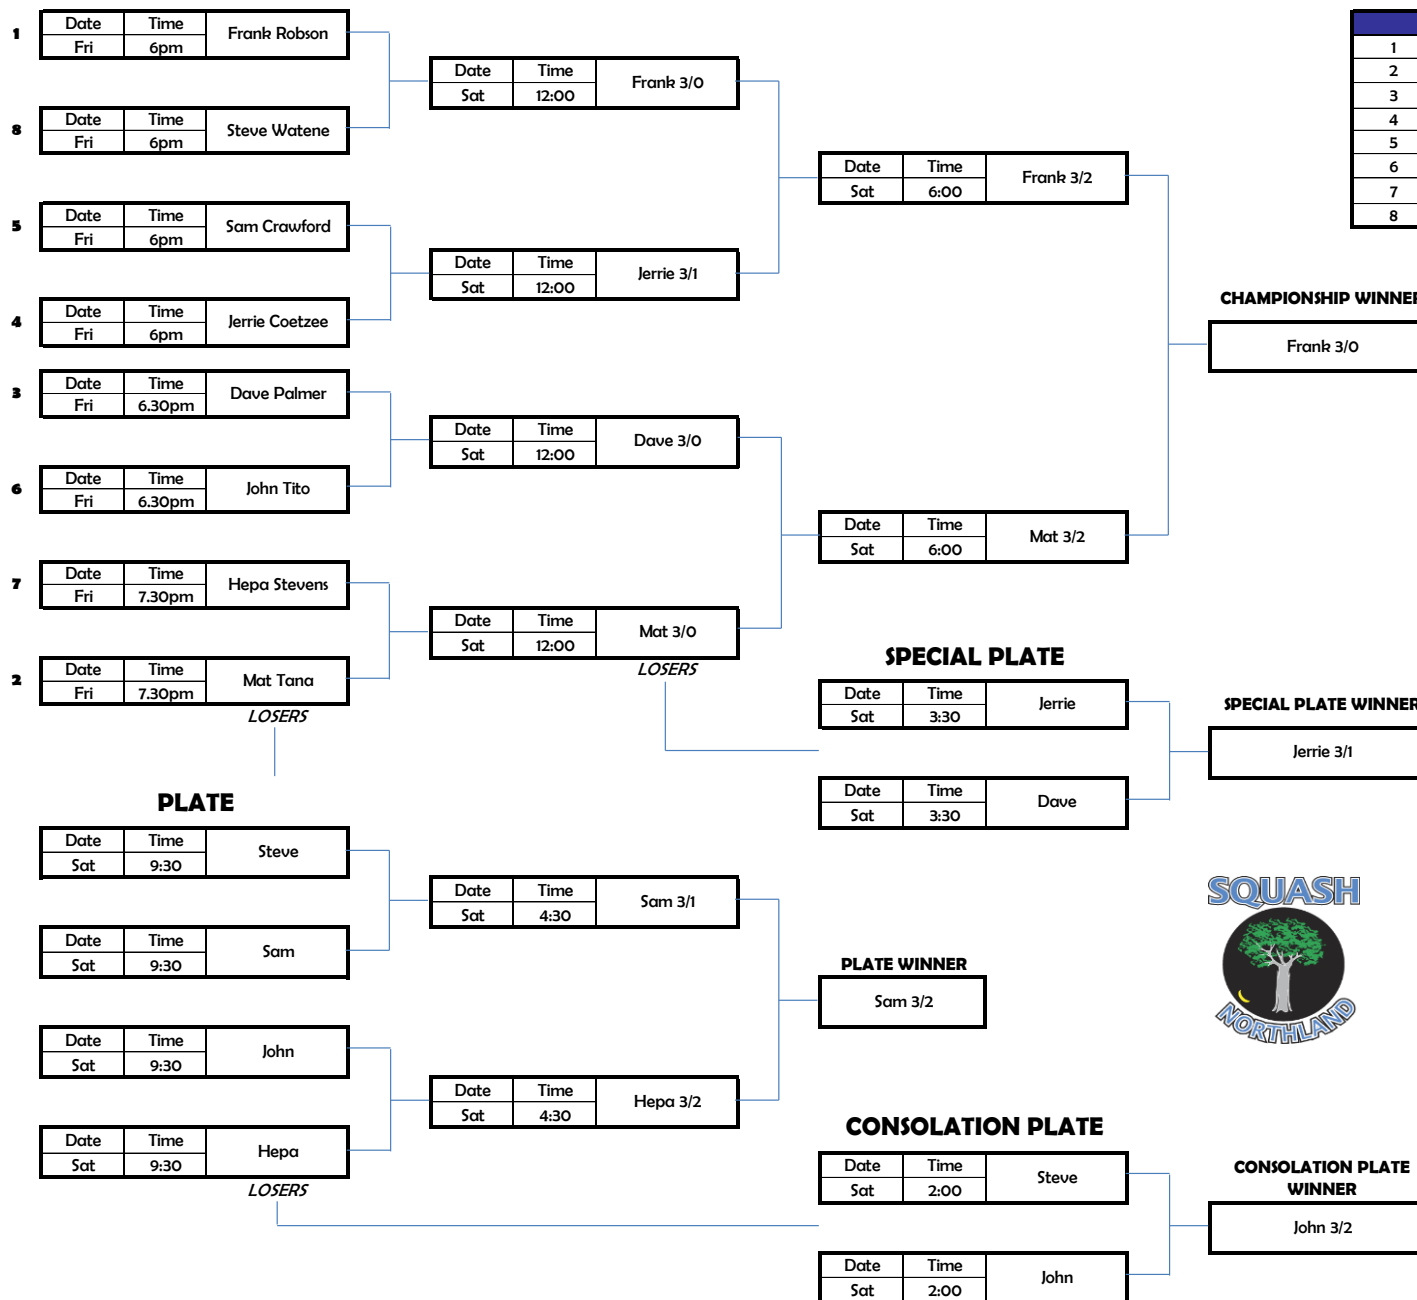 1
Date Time Frank Robson
Fri 6pm
8
Date Time Steve Watene
Fri 6pm
5
Date Time Sam Crawford
Fri 6pm
4
Date Time Jerrie Coetzee
Fri 6pm
3
Date Time Dave Palmer
Fri 6.30pm
6
Date Time John Tito
Fri 6.30pm
7
Date Time Hepa Stevens
Fri 7.30pm
2
Date Time Mat Tana
Fri 7.30pm
LOSERS
Date Time Frank 3/0
Sat 12:00
Date Time Jerrie 3/1
Sat 12:00
Date Time Dave 3/0
Sat 12:00
Date Time Mat 3/0
Sat 12:00
LOSERS
Date Time Frank 3/2
Sat 6:00
Date Time Mat 3/2
Sat 6:00
1
2
3
4
5
6
7
8
CHAMPIONSHIP WINNER
Frank 3/0
SPECIAL PLATE
Date Time Jerrie
Sat 3:30
Date Time Dave
Sat 3:30
SPECIAL PLATE WINNER
Jerrie 3/1
PLATE
Date Time Steve
Sat 9:30
Date Time Sam
Sat 9:30
Date Time John
Sat 9:30
Date Time Hepa
Sat 9:30
LOSERS
Date Time Sam 3/1
Sat 4:30
Date Time Hepa 3/2
Sat 4:30
PLATE WINNER
Sam 3/2
SQUASH
NORTHLAND
CONSOLATION PLATE
Date Time Steve
Sat 2:00
Date Time John
Sat 2:00
CONSOLATION PLATE
WINNER
John 3/2